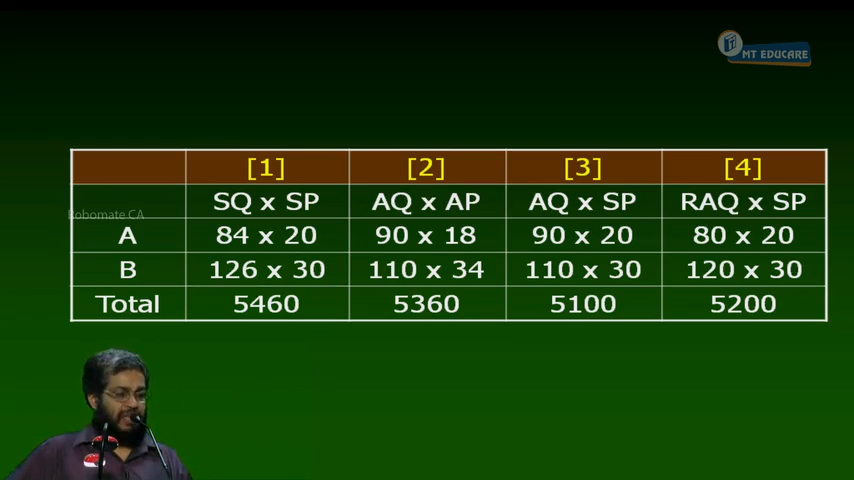 MT EDUCARE
[1] [2] [3] [4]
SQ x SP AQ x AP AQ x SP RAQ x SP
Robomate CA
A 84 x 20 90 x 18 90 x 20 80 x 20
B 126 x 30 110 x 34 110 x 30 120 x 30
Total 5460 5360 5100 5200